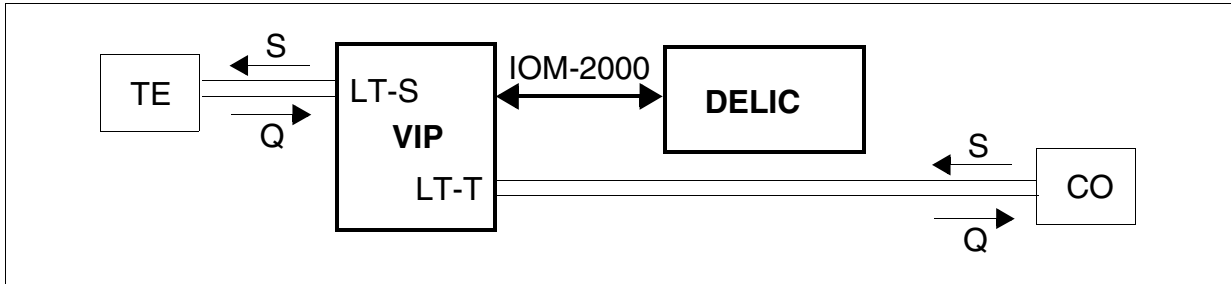 S
TE
Q
LT-S
VIP
LT-T
IOM-2000
DELIC
S
CO
Q